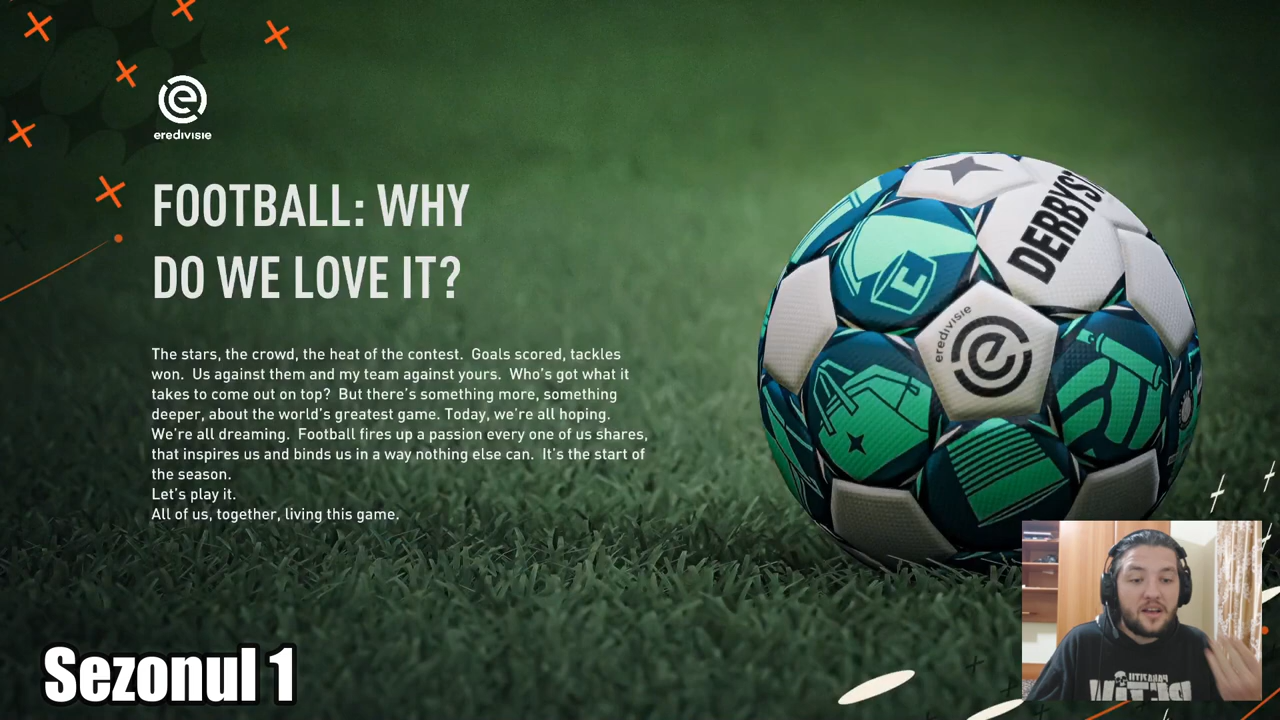 eredivisie
FOOTBALL: WHY
DO WE LOVE IT?
The stars, the crowd, the heat of the contest.  Goals scored, tackles
won.  Us against them and my team against yours.  Who's got what it
takes to come out on top?  But there's something more, something
deeper, about the world's greatest game. Today, we're all hoping.
We're all dreaming.  Football fires up a passion every one of us shares,
that inspires us and binds us in a way nothing else can.  It's the start of
the season.
Let's play it.
All of us, together, living this game.
DERBYST
eredivisie
Sezonul 1